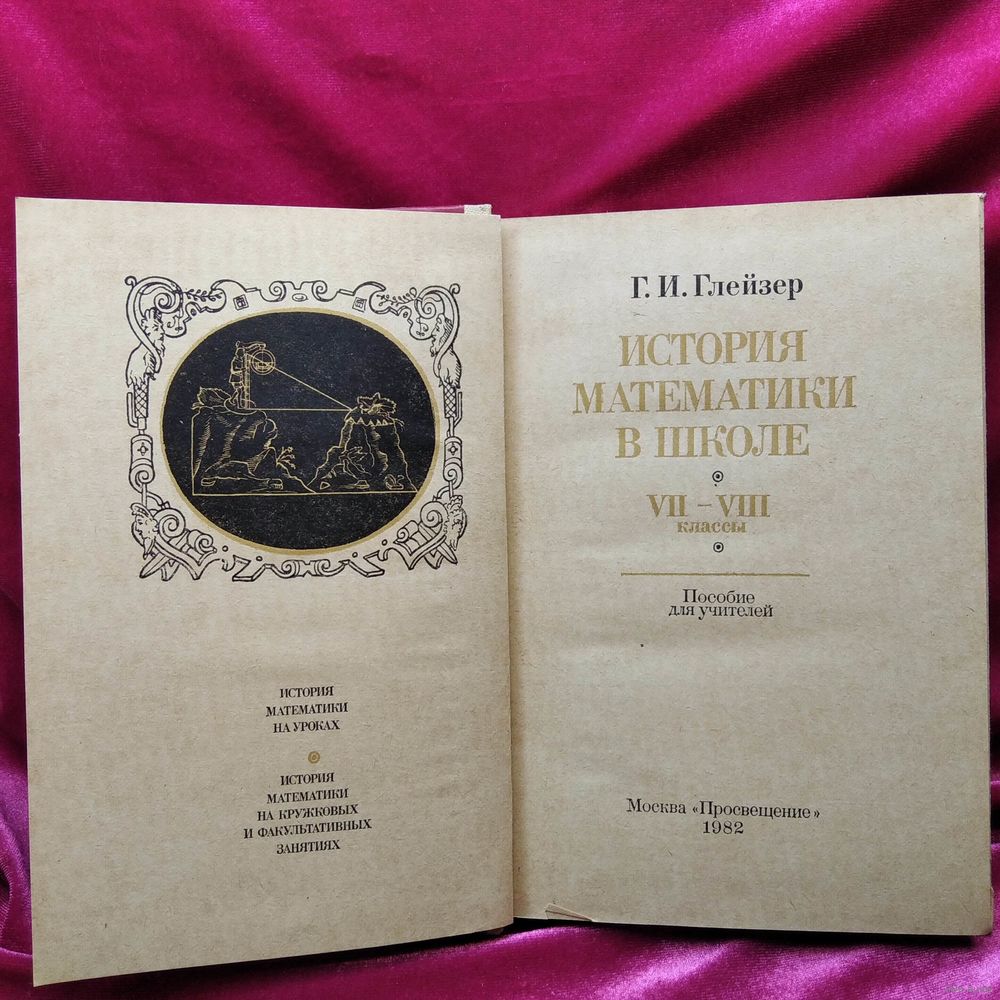 ИСТОРИЯ
МАТЕМАТИКИ
НА УРОКАХ
ИСТОРИЯ
МАТЕМАТИКИ
НА КРУЖКОВЫХ
И ФАКУЛЬТАТИВНЫХ
ЗАНЯТИЯХ
Г. И. Глейзер
ИСТОРИЯ
МАТЕМАТИКИ
В ШКОЛЕ
VII – VIII
классы
Пособие
для учителей
Москва «Просвещение»
1982